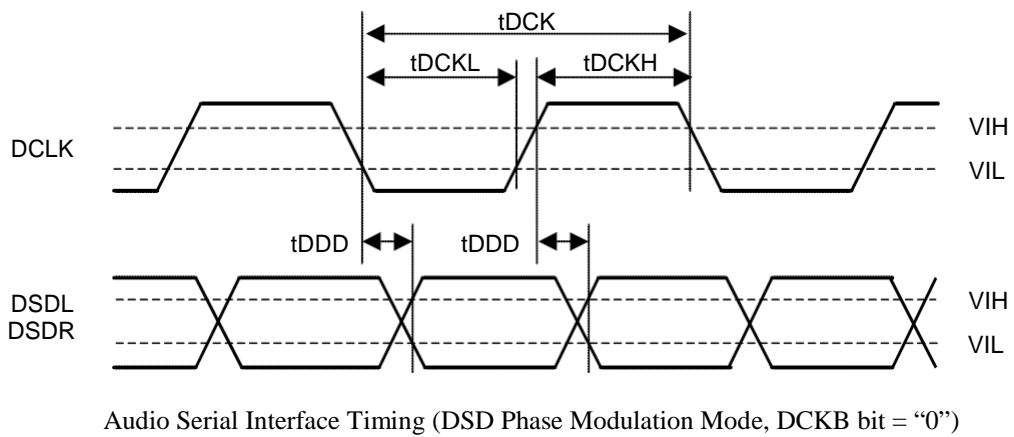 tDCK
tDCKL tDCKH
DCLK
VIH
VIL
tDDD tDDD
DSDL
DSDR
VIH
VIL
Audio Serial Interface Timing (DSD Phase Modulation Mode, DCKB bit = “0”)